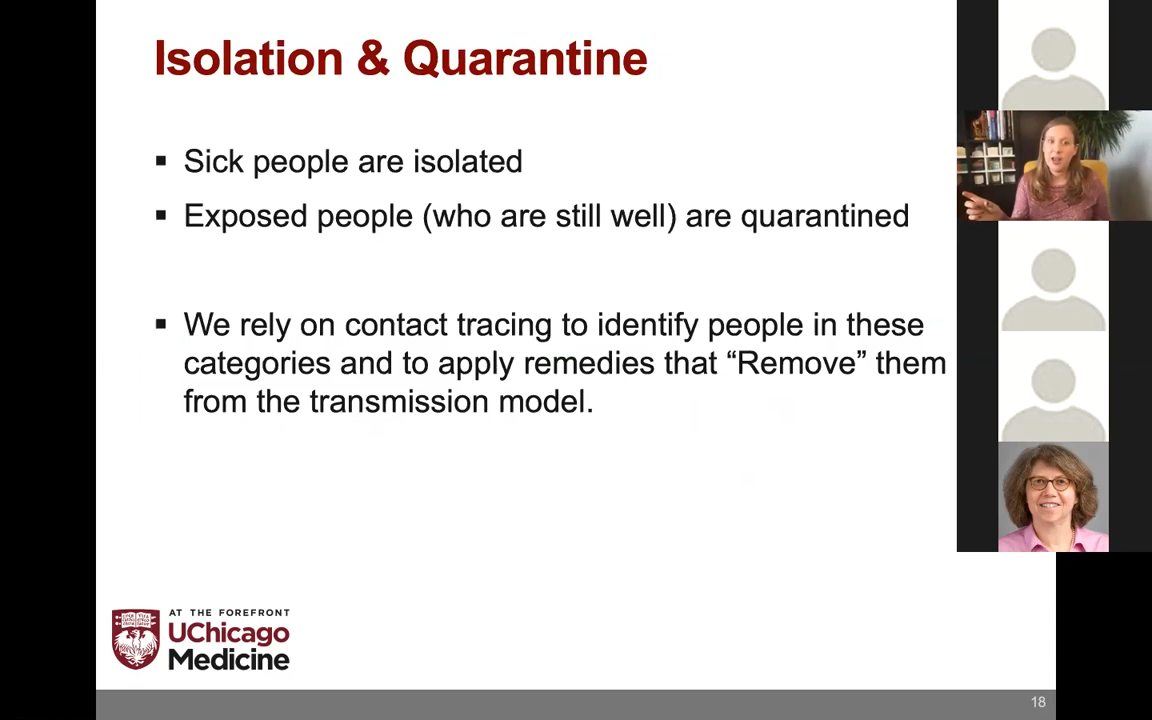 Isolation & Quarantine
▪ Sick people are isolated
▪ Exposed people (who are still well) are quarantined
▪ We rely on contact tracing to identify people in these
categories and to apply remedies that “Remove” them
from the transmission model.
AT THE FOREFRONT
UChicago
Medicine
18